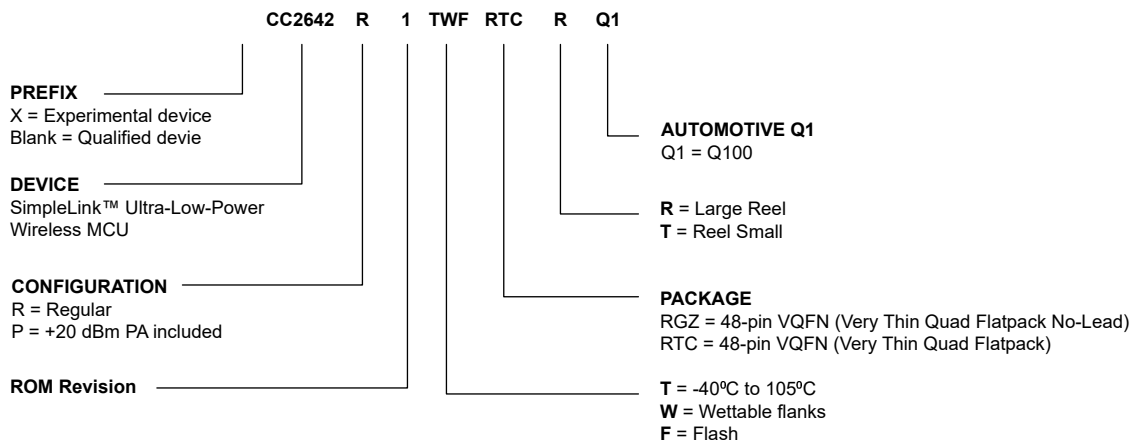 CC2642 R 1 TWF RTC R Q1
PREFIX
X = Experimental device
Blank = Qualified devie
DEVICE
SimpleLink™ Ultra-Low-Power
Wireless MCU
CONFIGURATION
R = Regular
P = +20 dBm PA included
ROM Revision
AUTOMOTIVE Q1
Q1 = Q100
R = Large Reel
T = Reel Small
PACKAGE
RGZ = 48-pin VQFN (Very Thin Quad Flatpack No-Lead)
RTC = 48-pin VQFN (Very Thin Quad Flatpack)
T = -40⁰C to 105⁰C
W = Wettable flanks
F = Flash